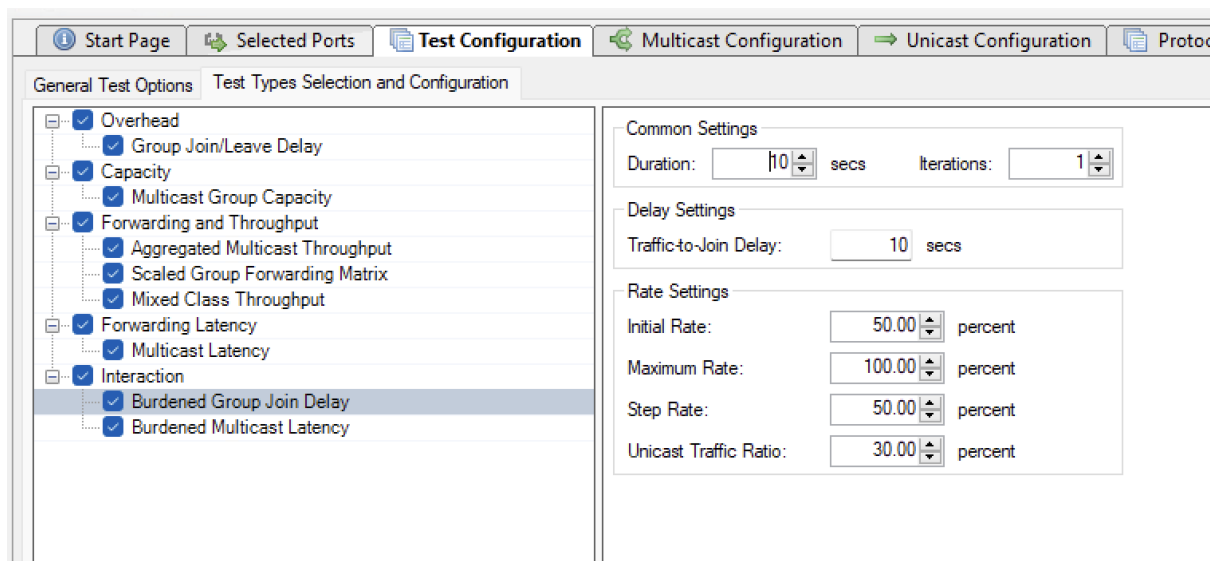 Start Page Selected Ports Test Configuration Multicast Configuration Unicast Configuration
General Test Options Test Types Selection and Configuration
Overhead
Group Join/Leave Delay
Capacity
Multicast Group Capacity
Forwarding and Throughput
Aggregated Multicast Throughput
Scaled Group Forwarding Matrix
Mixed Class Throughput
Forwarding Latency
Multicast Latency
Interaction
Burdened Group Join Delay
Burdened Multicast Latency
Common Settings
Duration: 10 secs Iterations: 1
Delay Settings
Traffic-to-Join Delay: 10 secs
Rate Settings
Initial Rate: 50.00 percent
Maximum Rate: 100.00 percent
Step Rate: 50.00 percent
Unicast Traffic Ratio: 30.00 percent